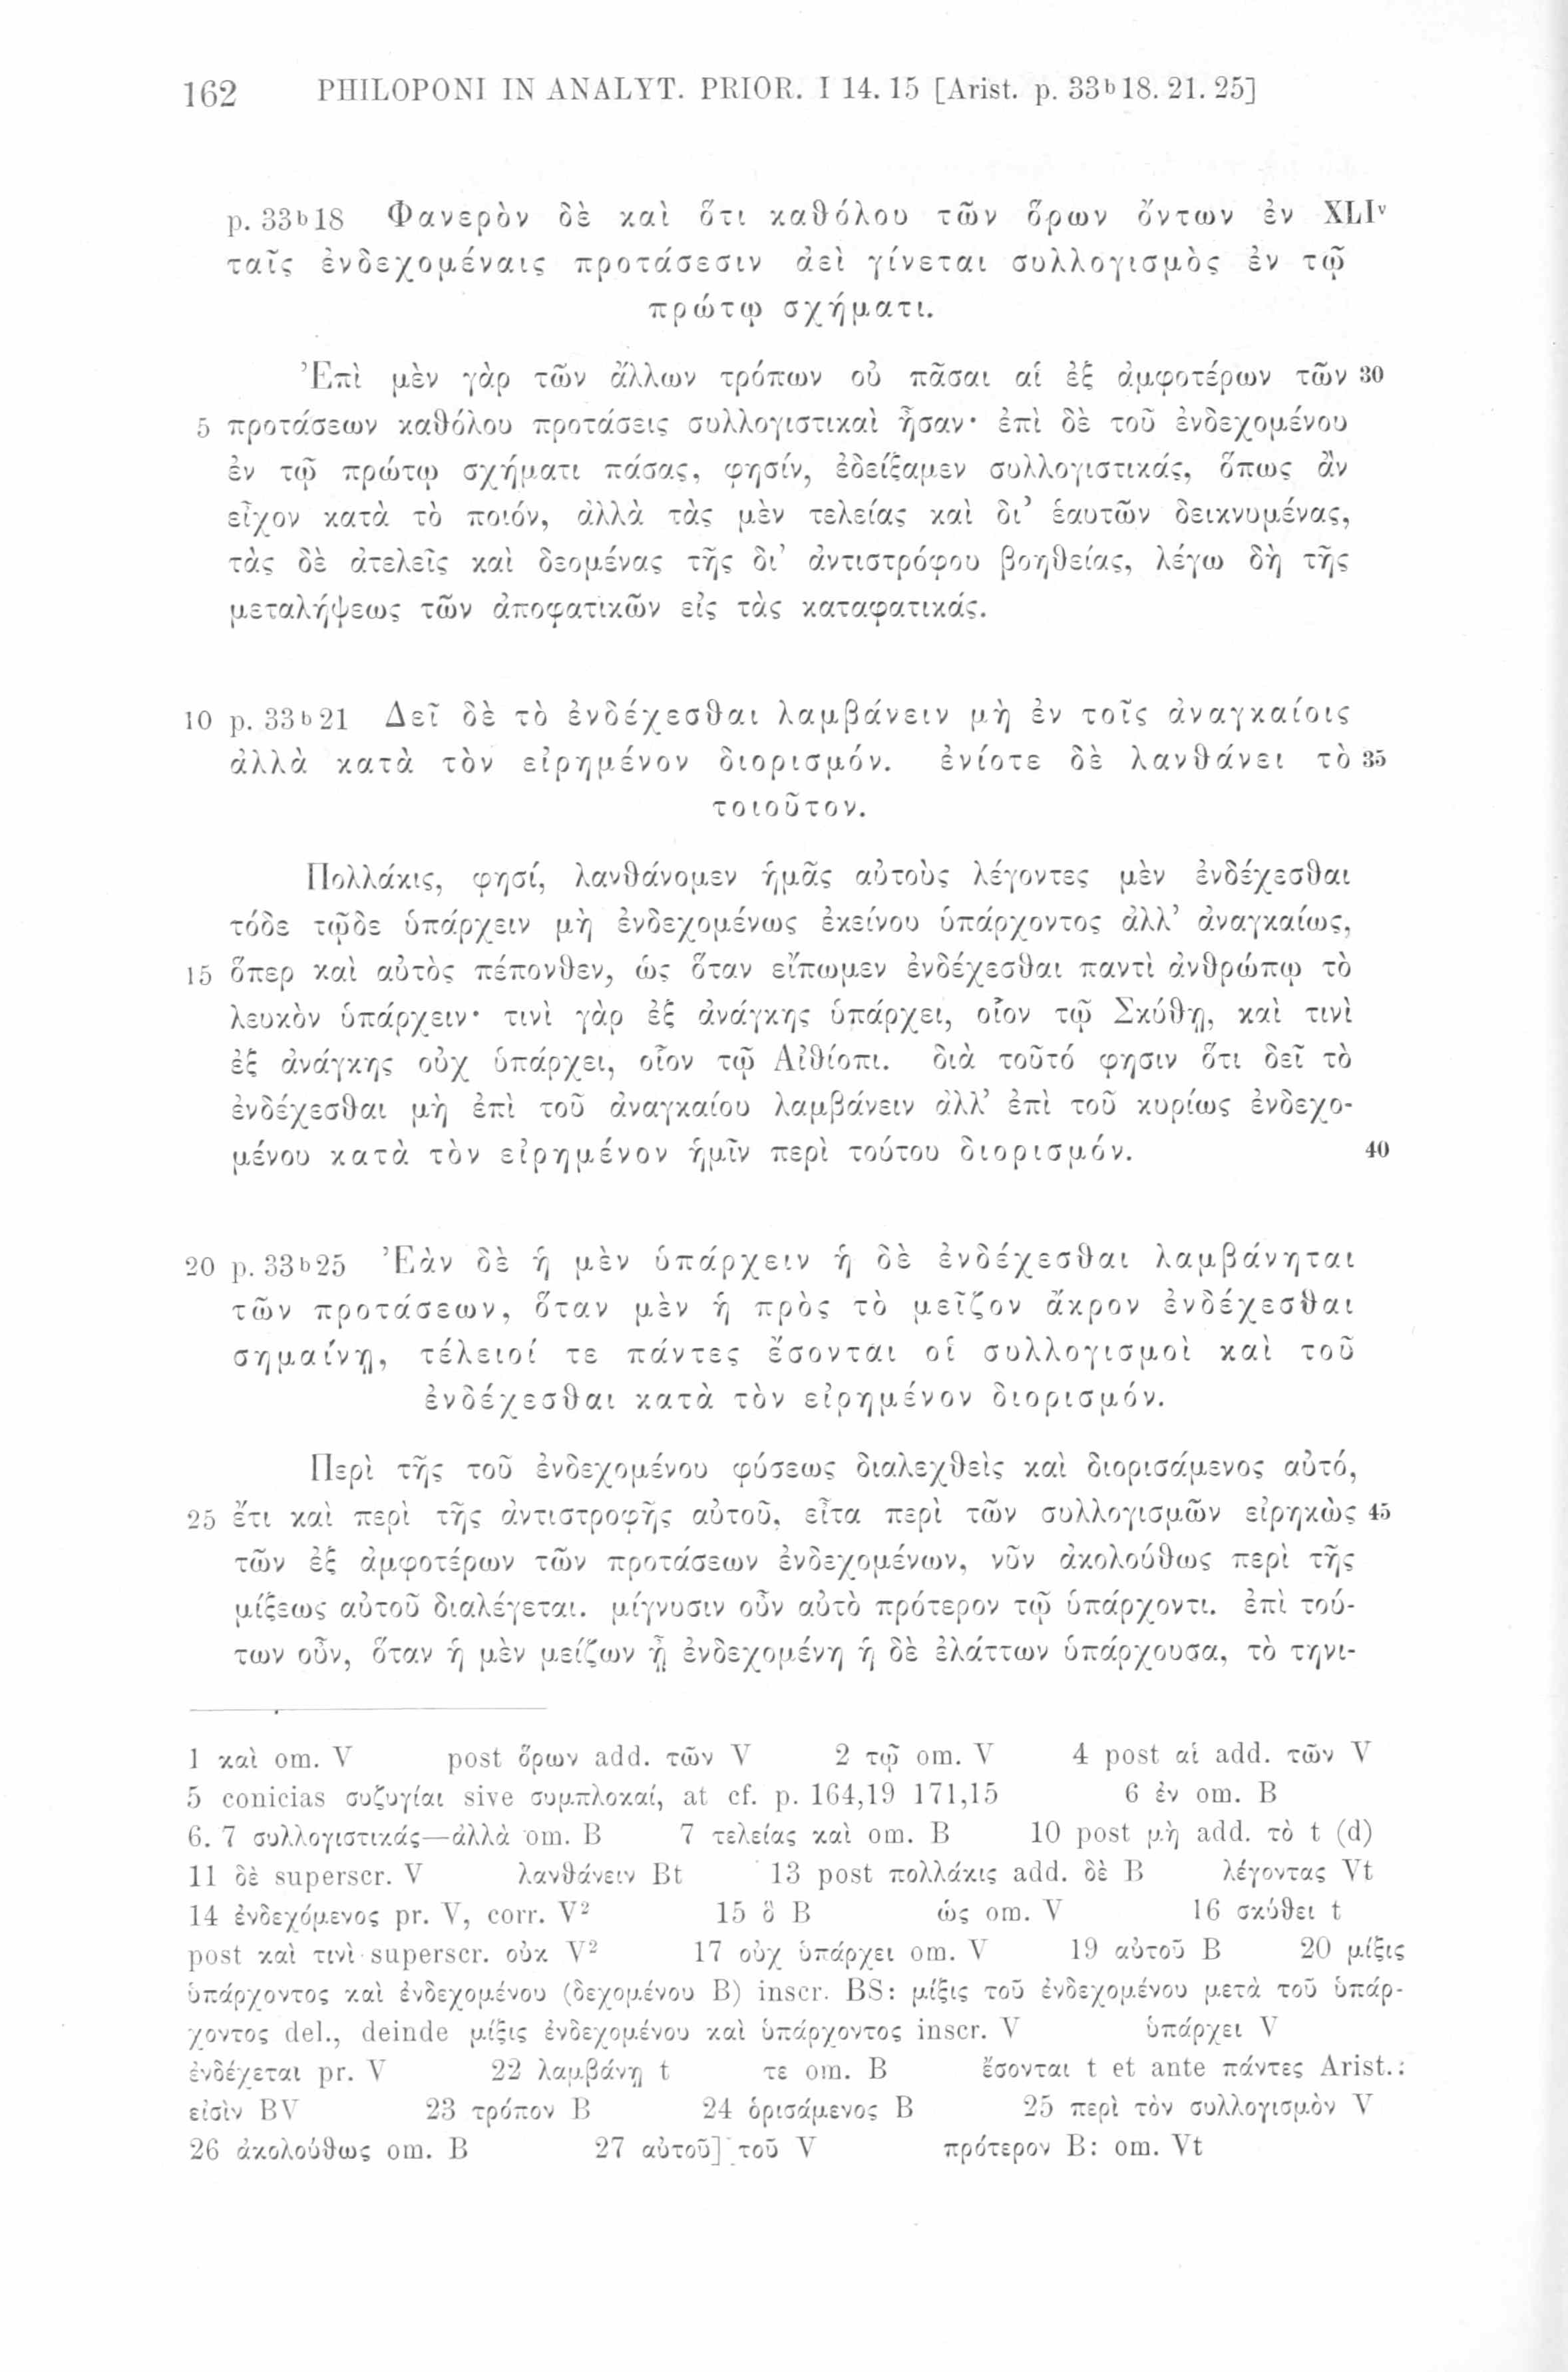 162 PHILOPONI IN ANALYT. PRIOR. I 14. 15 [Arist. p. 33b18. 21. 25]
p. 33b18 Φανερὸν δὲ καὶ ὅτι καθόλου τῶν ὅρων ὄντων ἐν XLIv
ταῖς ἐνδεχομέναις προτάσεσιν ἀεὶ γίνεται συλλογισμὸς ἐν τῷ
πρώτῳ σχήματι.
Ἐπὶ μὲν γὰρ τῶν ἄλλων τρόπων οὐ πᾶσαι αἱ ἐξ ἀμφοτέρων τῶν 30
5 προτάσεων καθόλου προτάσεις συλλογιστικαὶ ἦσαν· ἐπὶ δὲ τοῦ ἐνδεχομένου
ἐν τῷ πρώτῳ σχήματι πάσας, φησίν, ἐδείξαμεν συλλογιστικάς, ὅπως ἂν
εἶχον κατὰ τὸ ποιόν, ἀλλὰ τὰς μὲν τελείας καὶ δι’ ἑαυτῶν δεικνυμένας,
τὰς δὲ ἀτελεῖς καὶ δεομένας τῆς δι’ ἀντιστρόφου βοηθείας, λέγω δὴ τῆς
μεταλήψεως τῶν ἀποφατικῶν εἰς τὰς καταφατικάς.
10 p. 33b21 Δεῖ δὲ τὸ ἐνδέχεσθαι λαμβάνειν μὴ ἐν τοῖς ἀναγκαίοις
ἀλλὰ κατὰ τὸν εἰρημένον διορισμόν. ἐνίοτε δὲ λανθάνει τὸ 35
τοιοῦτον.
Πολλάκις, φησί, λανθάνομεν ἡμᾶς αὐτοὺς λέγοντες μὲν ἐνδέχεσθαι
τόδε τῷδε ὑπάρχειν μὴ ἐνδεχομένως ἐκείνου ὑπάρχοντος ἀλλ’ ἀναγκαίως,
15 ὅπερ καὶ αὐτὸς πέπονθεν, ὡς ὅταν εἴπωμεν ἐνδέχεσθαι παντὶ ἀνθρώπῳ τὸ
λευκὸν ὑπάρχειν· τινὶ γὰρ ἐξ ἀνάγκης ὑπάρχει, οἷον τῷ Σκύθῃ, καὶ τινὶ
ἐξ ἀνάγκης οὐχ ὑπάρχει, οἷον τῷ Αἰθίοπι. διὰ τοῦτό φησιν ὅτι δεῖ τὸ
ἐνδέχεσθαι μὴ ἐπὶ τοῦ ἀναγκαίου λαμβάνειν ἀλλ’ ἐπὶ τοῦ κυρίως ἐνδεχο-
μένου κατὰ τὸν εἰρημένον ἡμῖν περὶ τούτου διορισμόν. 40
20 p. 33b25 Ἐὰν δὲ ἡ μὲν ὑπάρχειν ἡ δὲ ἐνδέχεσθαι λαμβάνηται
τῶν προτάσεων, ὅταν μὲν ἡ πρὸς τὸ μεῖζον ἄκρον ἐνδέχεσθαι
σημαίνῃ, τέλειοί τε πάντες ἔσονται οἱ συλλογισμοὶ καὶ τοῦ
ἐνδέχεσθαι κατὰ τὸν εἰρημένον διορισμόν.
Περὶ τῆς τοῦ ἐνδεχομένου φύσεως διαλεχθεὶς καὶ διορισάμενος αὐτό,
25 ἔτι καὶ περὶ τῆς ἀντιστροφῆς αὐτοῦ, εἶτα περὶ τῶν συλλογισμῶν εἰρηκὼς 45
τῶν ἐξ ἀμφοτέρων τῶν προτάσεων ἐνδεχομένων, νῦν ἀκολούθως περὶ τῆς
μίξεως αὐτοῦ διαλέγεται. μίγνυσιν οὖν αὐτὸ πρότερον τῷ ὑπάρχοντι. ἐπὶ τού-
των οὖν, ὅταν ἡ μὲν μείζων ᾖ ἐνδεχομένη ἡ δὲ ἐλάττων ὑπάρχουσα, τὸ τηνι-
1 καὶ om. V post ὅρων add. τῶν V 2 τῷ om. V 4 post αἱ add. τῶν V
5 conicias συζυγίαι sive συμπλοκαί, at cf. p. 164,19 171,15 6 ἐν om. B
6. 7 συλλογιστικάς—ἀλλὰ om. B 7 τελείας καὶ om. B 10 post μὴ add. τὸ t (d)
11 δὲ superscr. V λανθάνειν Bt 13 post πολλάκις add. δὲ B λέγοντας Vt
14 ἐνδεχόμενος pr. V, corr. V² 15 ὃ B ὡς om. V 16 σκύθει t
post καὶ τινὶ superscr. οὐκ V² 17 οὐχ ὑπάρχει om. V 19 αὐτοῦ B 20 μίξις
ὑπάρχοντος καὶ ἐνδεχομένου (δεχομένου B) inscr. BS: μίξις τοῦ ἐνδεχομένου μετὰ τοῦ ὑπάρ-
χοντος del., deinde μίξις ἐνδεχομένου καὶ ὑπάρχοντος inscr. V ὑπάρχει V
ἐνδέχεται pr. V 22 λαμβάνῃ t τε om. B ἔσονται t et ante πάντες Arist.:
εἰσὶν BV 23 τρόπον B 24 ὁρισάμενος B 25 περὶ τὸν συλλογισμὸν V
26 ἀκολούθως om. B 27 αὐτοῦ] τοῦ V πρότερον B: om. Vt